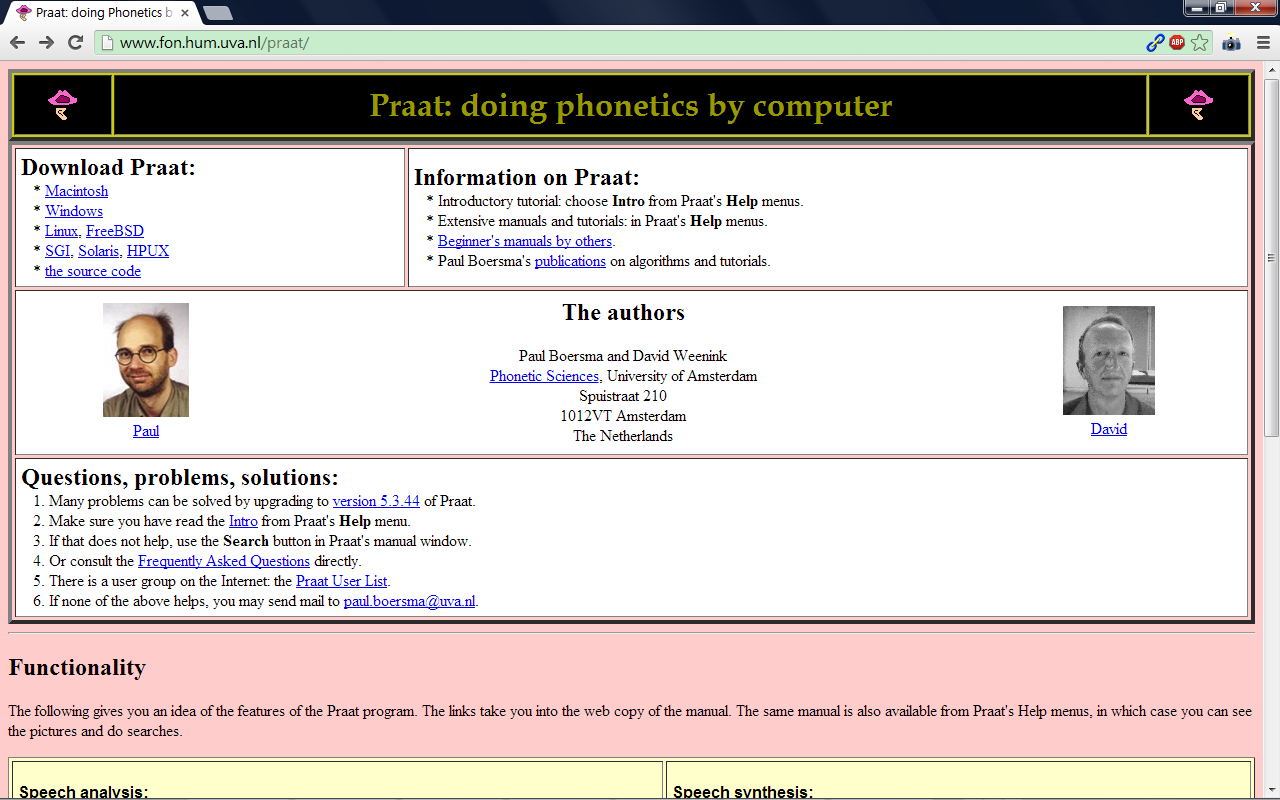 Praat: doing Phonetics b
www.fon.hum.uva.nl/praat/
ABP
Praat: doing phonetics by computer
Download Praat:
* Macintosh
* Windows
* Linux, FreeBSD
* SGI, Solaris, HPUX
* the source code
Information on Praat:
* Introductory tutorial: choose Intro from Praat's Help menus.
* Extensive manuals and tutorials: in Praat's Help menus.
* Beginner's manuals by others.
* Paul Boersma's publications on algorithms and tutorials.
The authors
Paul Boersma and David Weenink
Phonetic Sciences, University of Amsterdam
Spuistraat 210
1012VT Amsterdam
The Netherlands
Paul
David
Questions, problems, solutions:
1. Many problems can be solved by upgrading to version 5.3.44 of Praat.
2. Make sure you have read the Intro from Praat's Help menu.
3. If that does not help, use the Search button in Praat's manual window.
4. Or consult the Frequently Asked Questions directly.
5. There is a user group on the Internet: the Praat User List.
6. If none of the above helps, you may send mail to paul.boersma@uva.nl.
Functionality
The following gives you an idea of the features of the Praat program. The links take you into the web copy of the manual. The same manual is also available from Praat's Help menus, in which case you can see
the pictures and do searches.
Speech analysis:
Speech synthesis: